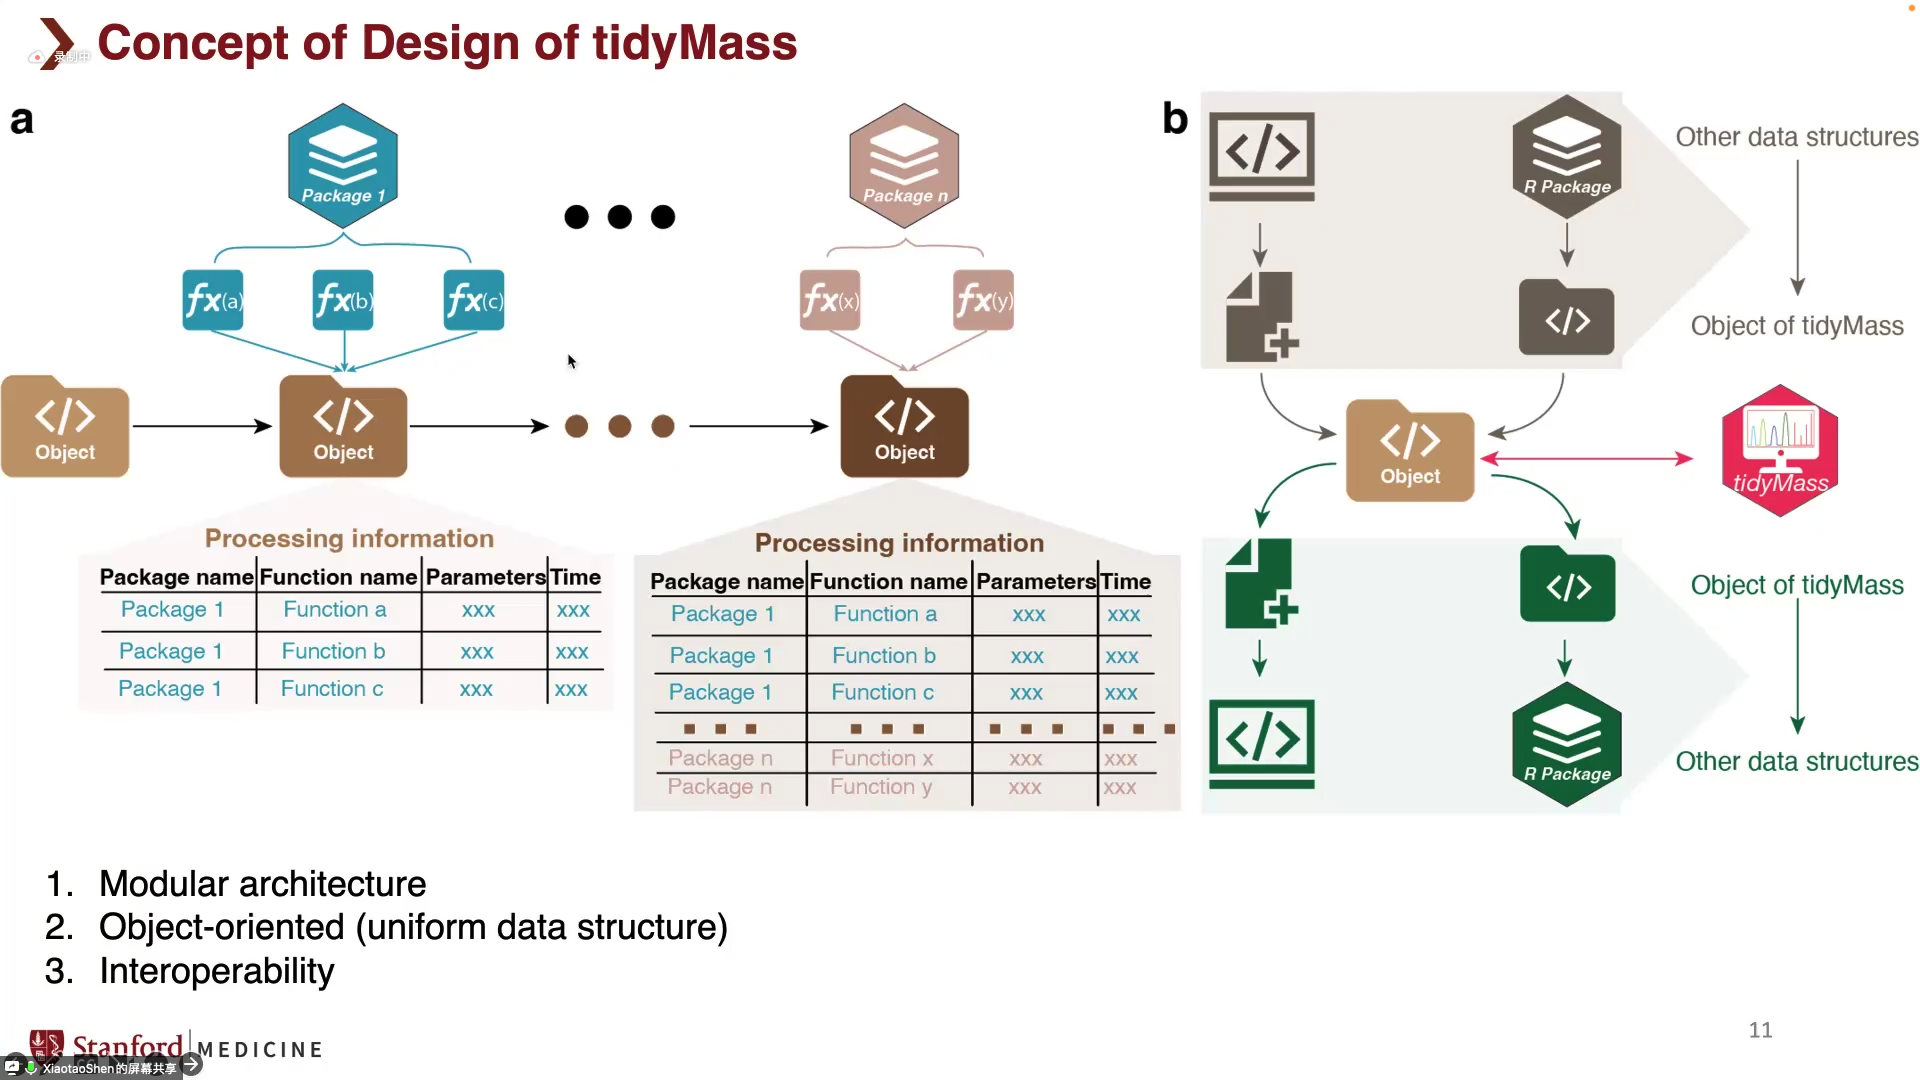 Concept of Design of tidyMass
录制中
a
Package 1
Package n
fx(a)
fx(b)
fx(c)
fx(x)
fx(y)
</> Object
</> Object
</> Object
Processing information
Package name Function name Parameters Time
Package 1 Function a xxx xxx
Package 1 Function b xxx xxx
Package 1 Function c xxx xxx
Processing information
Package name Function name Parameters Time
Package 1 Function a xxx xxx
Package 1 Function b xxx xxx
Package 1 Function c xxx xxx
Package n Function x xxx xxx
Package n Function y xxx xxx
b
</>
R Package
</>
Other data structures
Object of tidyMass
</> Object
tidyMass
</>
Object of tidyMass
</>
R Package
Other data structures
1. Modular architecture
2. Object-oriented (uniform data structure)
3. Interoperability
Stanford MEDICINE
XiaotaoShen的屏幕共享
11